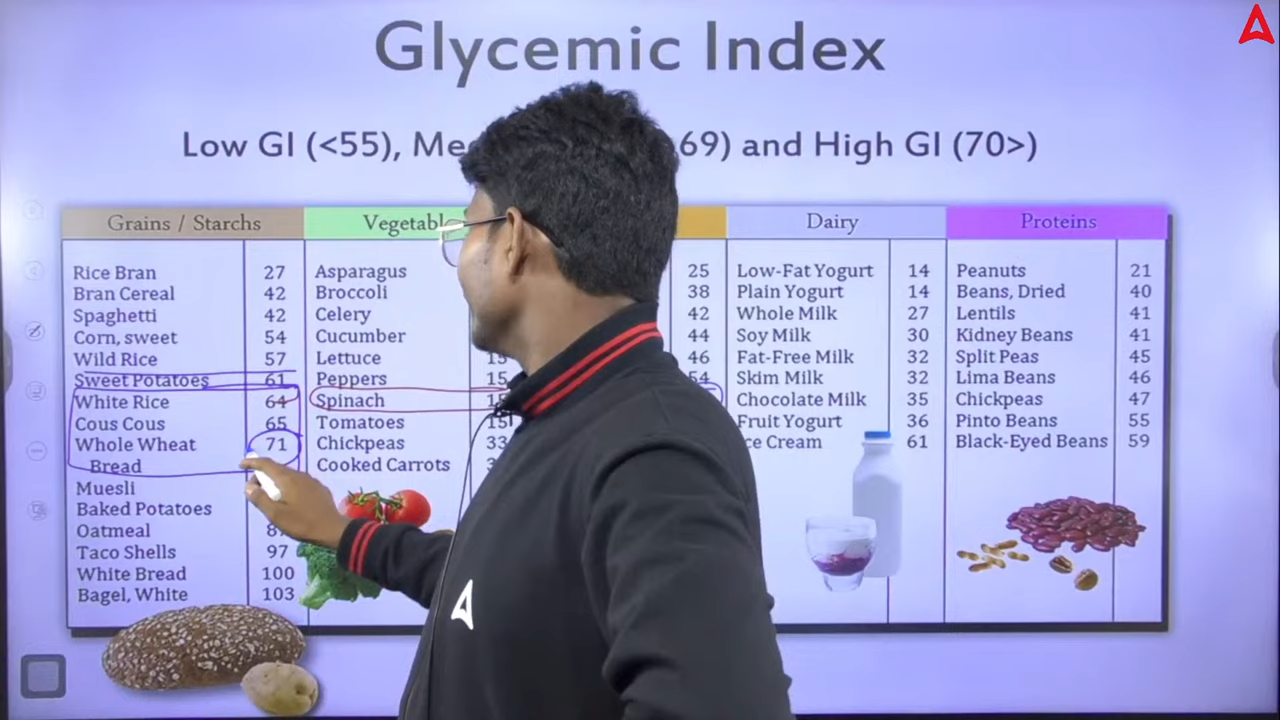 Glycemic Index
Low GI (<55), 69) and High GI (70>)
Grains / Starchs
Rice Bran 27
Bran Cereal 42
Spaghetti 42
Corn, sweet 54
Wild Rice 57
Sweet Potatoes 61
White Rice 64
Cous Cous 65
Whole Wheat 71
Bread
Muesli
Baked Potatoes
Oatmeal
Taco Shells 97
White Bread 100
Bagel, White 103
Asparagus
Broccoli
Celery
Cucumber
Lettuce 15
Peppers 15
Spinach
Tomatoes 15
Chickpeas 33
Cooked Carrots
25
38
42
44
46
54
Dairy
Low-Fat Yogurt 14
Plain Yogurt 14
Whole Milk 27
Soy Milk 30
Fat-Free Milk 32
Skim Milk 32
Chocolate Milk 35
Fruit Yogurt 36
Cream 61
Proteins
Peanuts 21
Beans, Dried 40
Lentils 41
Kidney Beans 41
Split Peas 45
Lima Beans 46
Chickpeas 47
Pinto Beans 55
Black-Eyed Beans 59